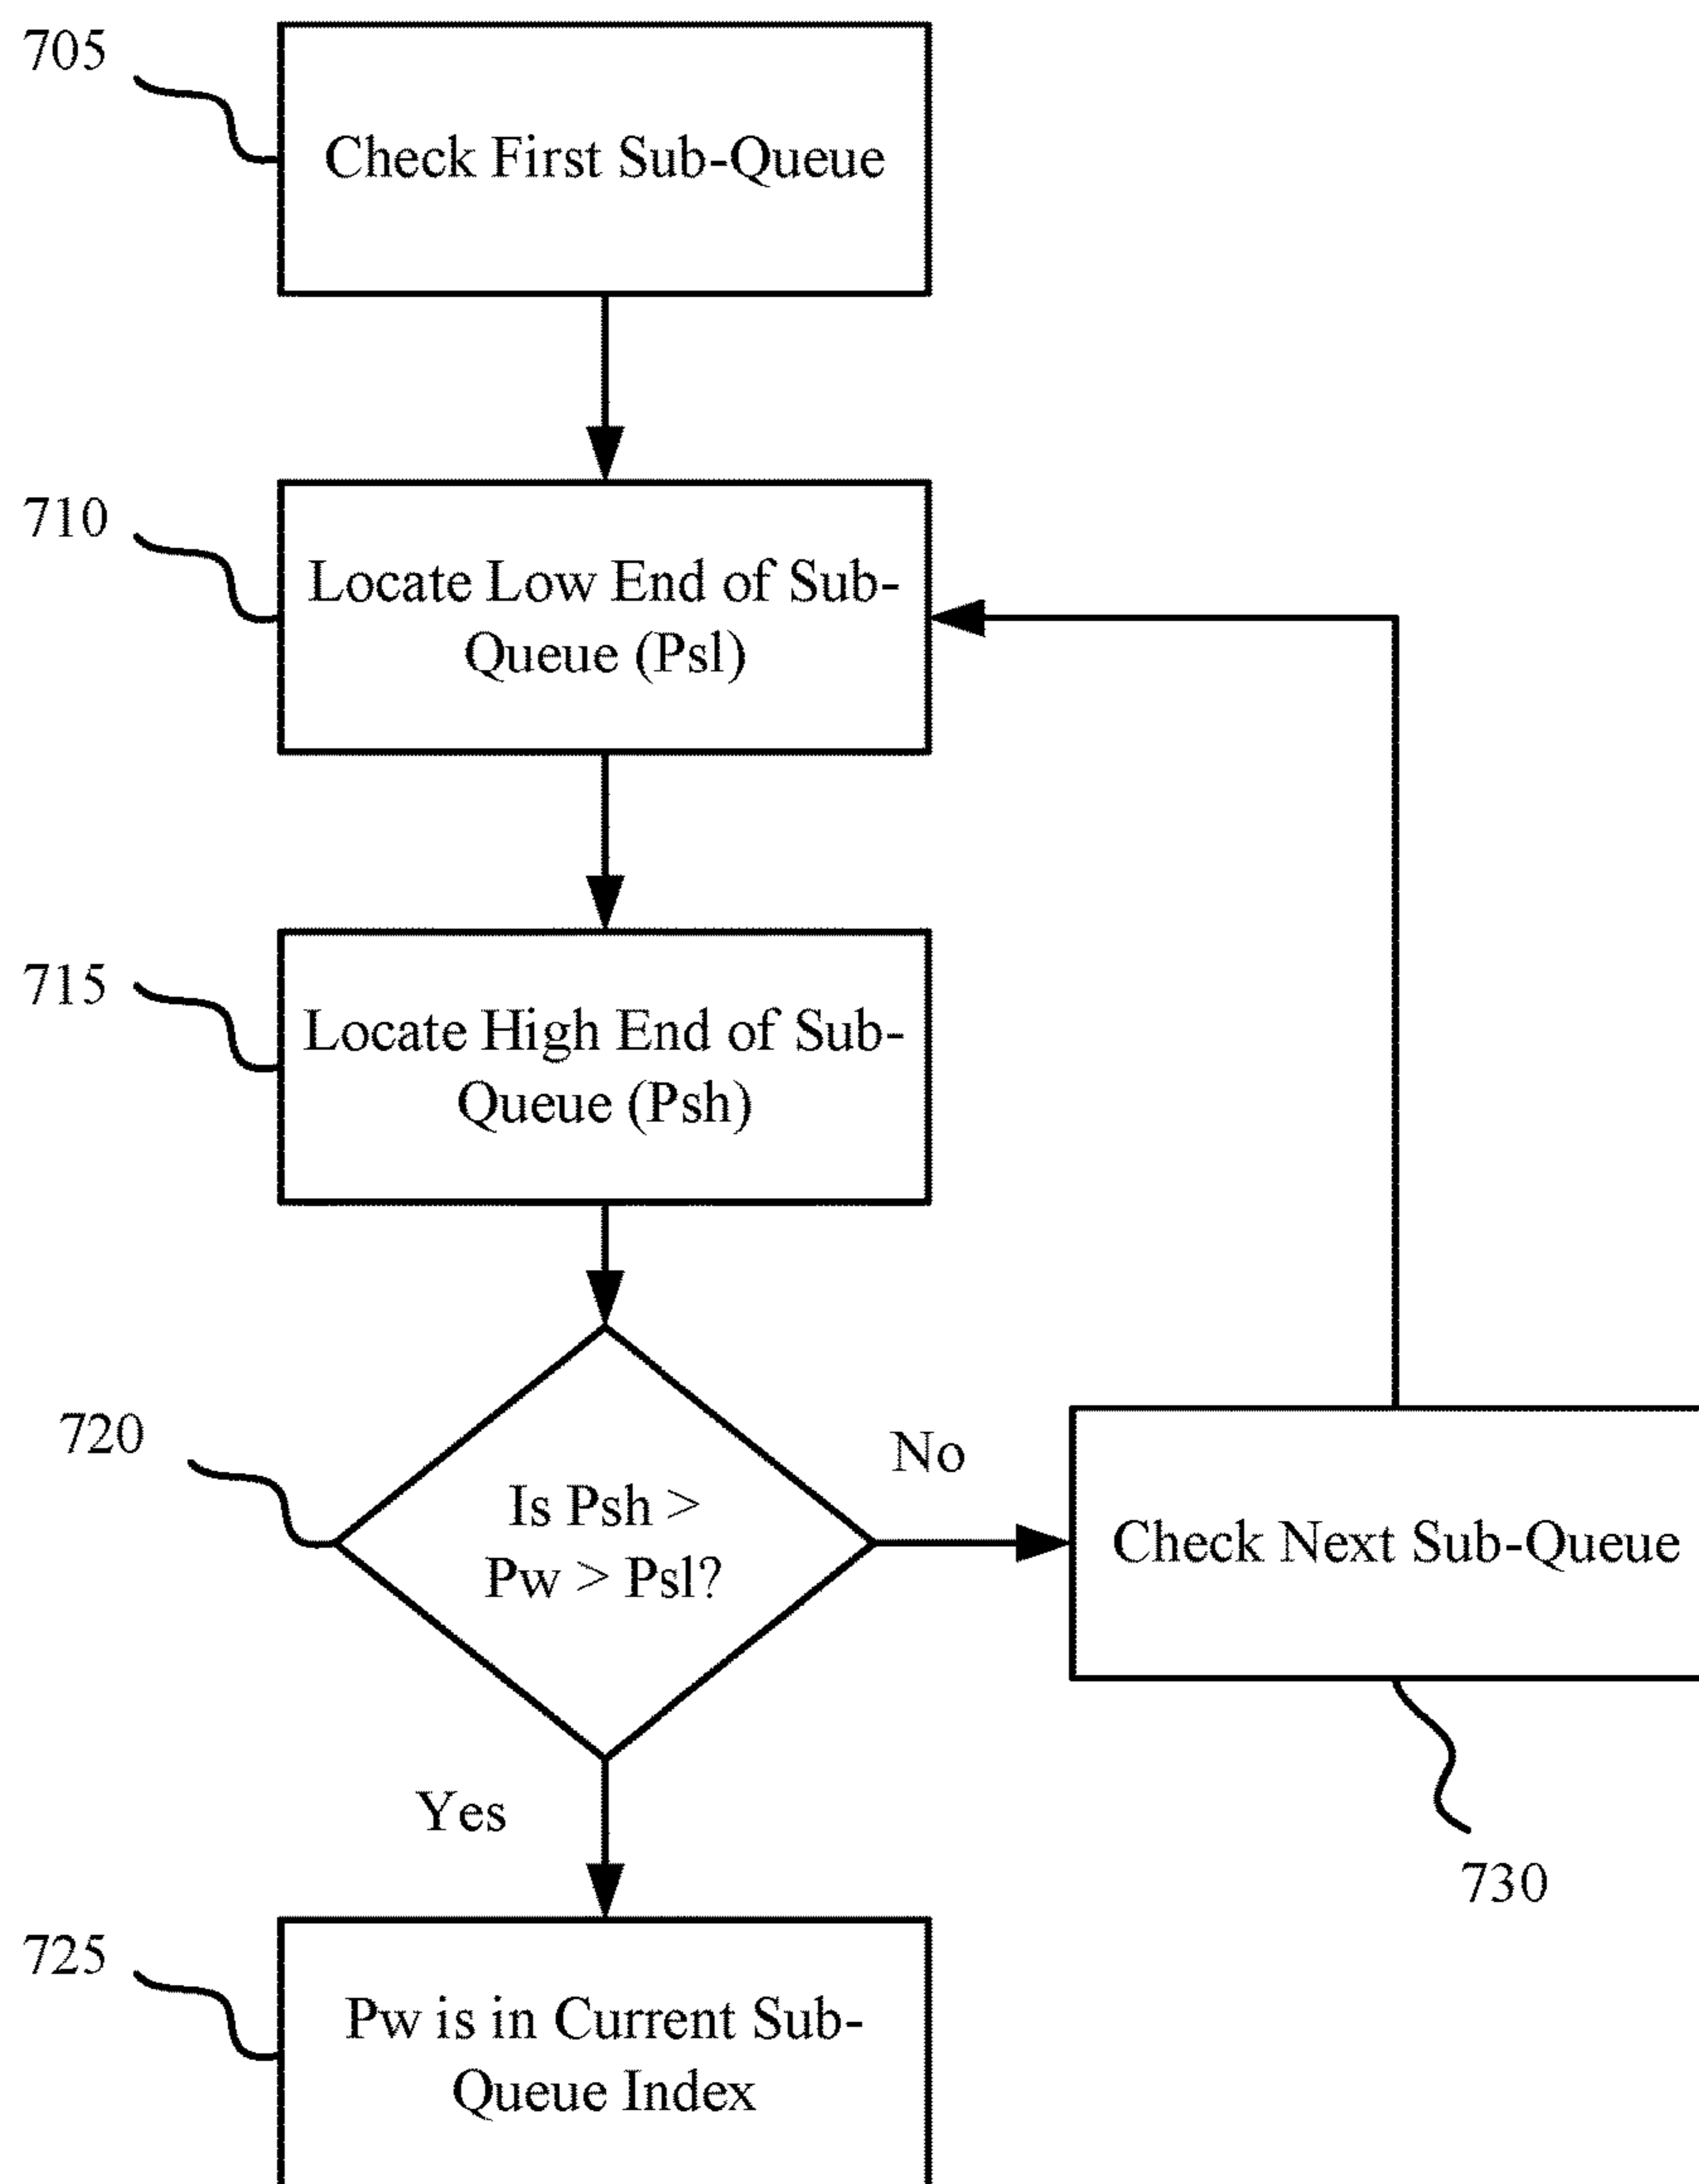 705
Check First Sub-Queue
710
Locate Low End of Sub-
Queue (Psl)
715
Locate High End of Sub-
Queue (Psh)
720
Is Psh >
Pw > Psl?
No
Check Next Sub-Queue
730
Yes
725
Pw is in Current Sub-
Queue Index